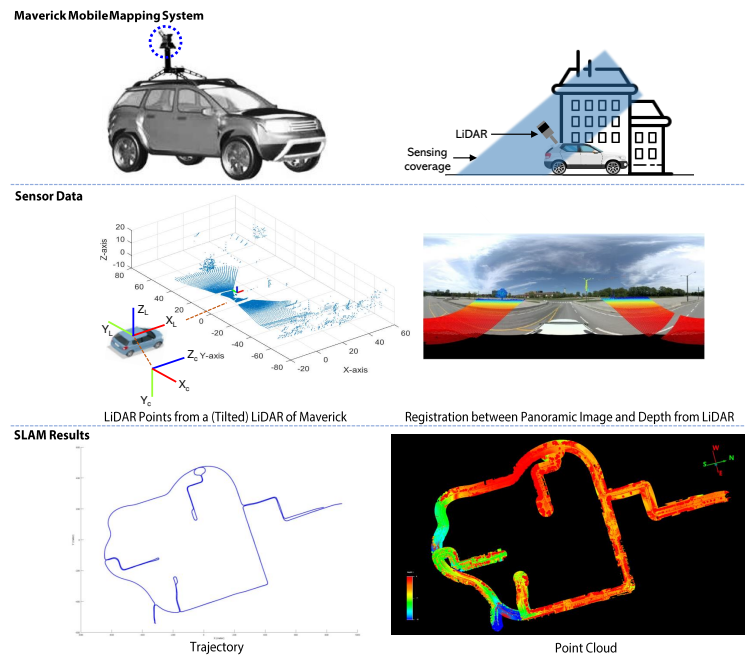 Maverick Mobile Mapping System
LiDAR
Sensing
coverage
Sensor Data
20
10
0
-10
Z-axis
80
60
40
20
0
-20
-40
-60
-80
Y-axis
-20
0
20
40
60
X-axis
Z_L
X_L
Y_L
Z_c
X_c
Y_c
LiDAR Points from a (Tilted) LiDAR of Maverick
Registration between Panoramic Image and Depth from LiDAR
SLAM Results
W
S
N
E
Trajectory
Point Cloud